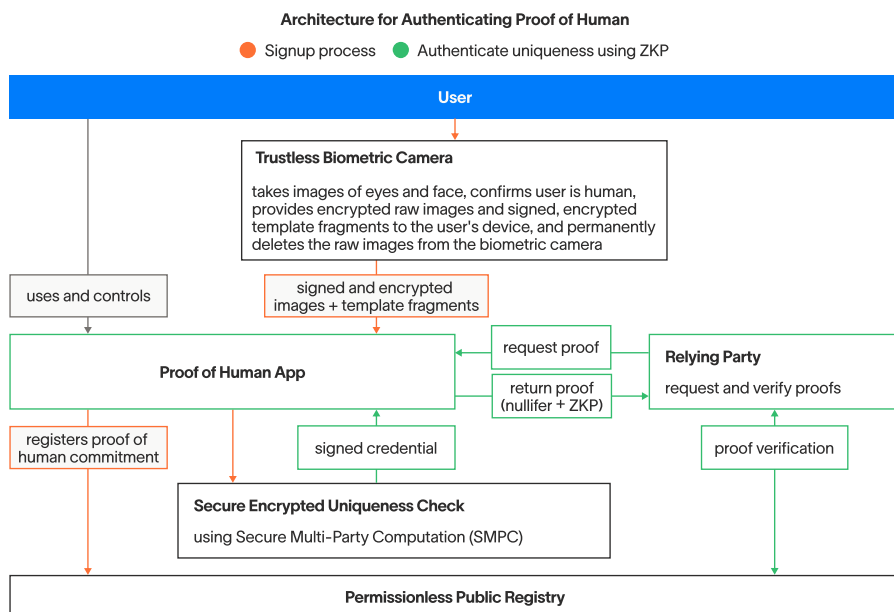 Architecture for Authenticating Proof of Human
Signup process
Authenticate uniqueness using ZKP
User
Trustless Biometric Camera
takes images of eyes and face, confirms user is human,
provides encrypted raw images and signed, encrypted
template fragments to the user's device, and permanently
deletes the raw images from the biometric camera
uses and controls
signed and encrypted
images + template fragments
Proof of Human App
request proof
return proof
(nullifer + ZKP)
Relying Party
request and verify proofs
registers proof of
human commitment
signed credential
proof verification
Secure Encrypted Uniqueness Check
using Secure Multi-Party Computation (SMPC)
Permissionless Public Registry